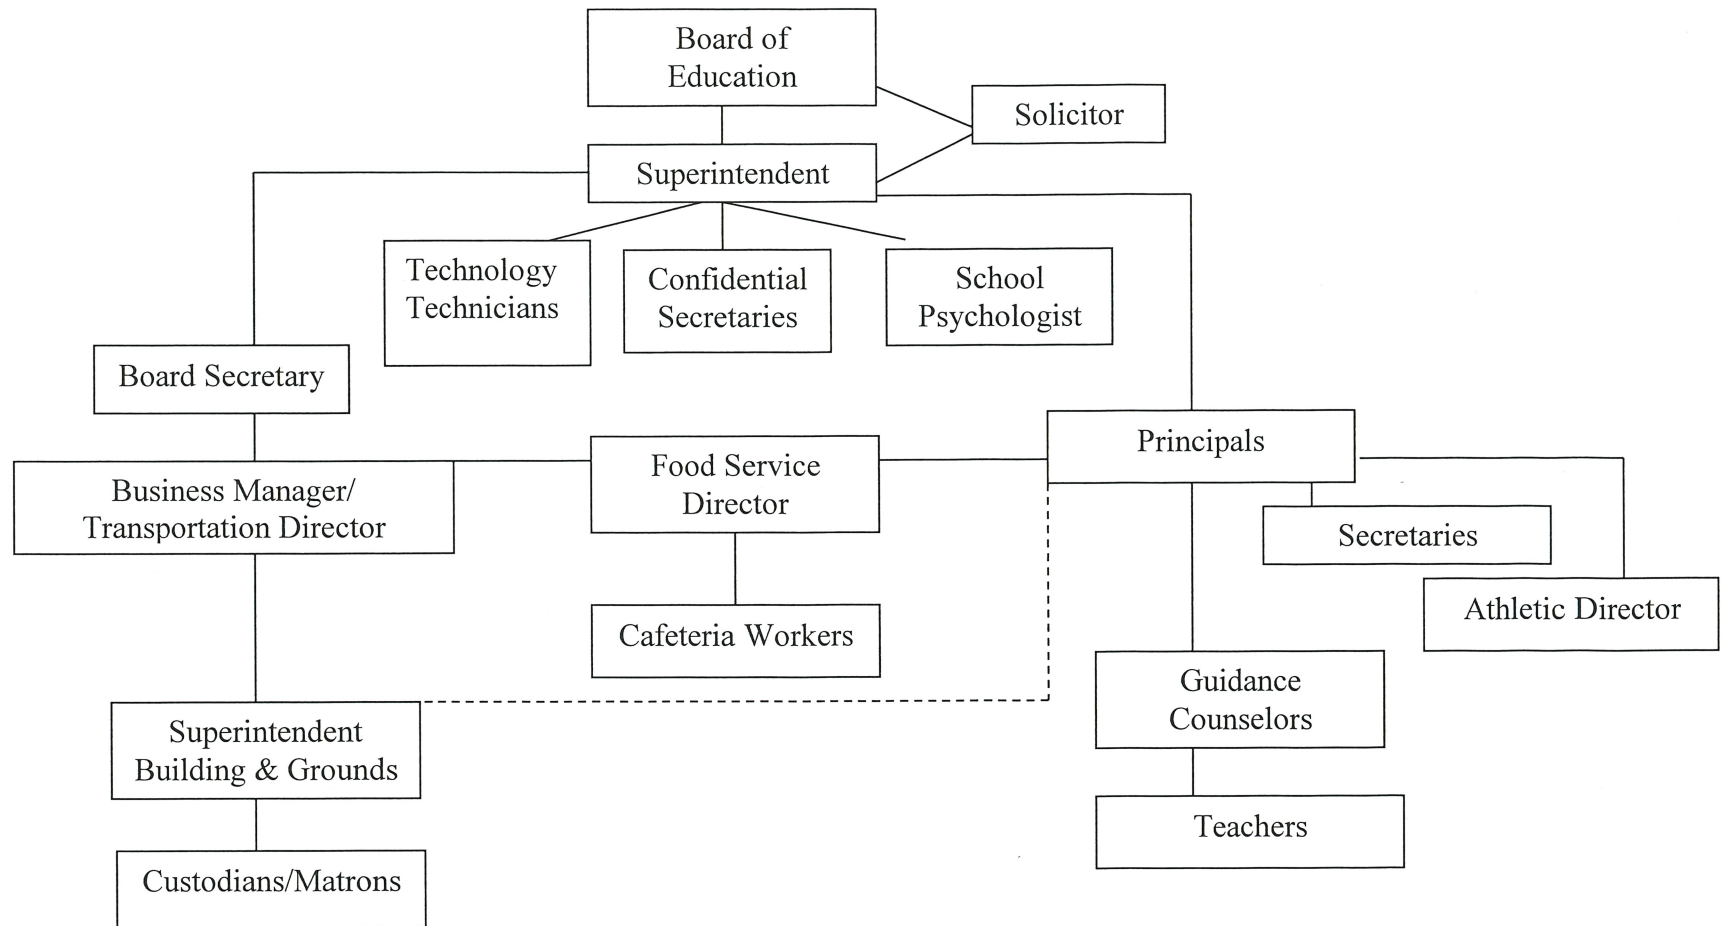 Board of
Education
Solicitor
Superintendent
Technology
Technicians
Confidential
Secretaries
School
Psychologist
Board Secretary
Principals
Business Manager/
Transportation Director
Food Service
Director
Secretaries
Athletic Director
Cafeteria Workers
Guidance
Counselors
Superintendent
Building & Grounds
Teachers
Custodians/Matrons